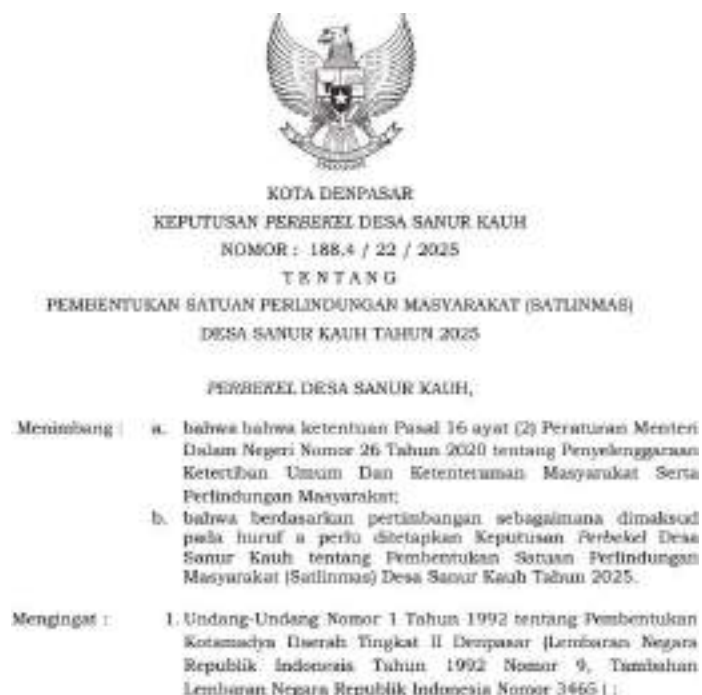 KOTA DENPASAR
KEPUTUSAN PERBEKEL DESA SANUR KAUH
NOMOR : 188.4 / 22 / 2025
T E N T A N G
PEMBENTUKAN SATUAN PERLINDUNGAN MASYARAKAT (SATLINMAS)
DESA SANUR KAUH TAHUN 2025
PERBEKEL DESA SANUR KAUH,
Menimbang : a. bahwa bahwa ketentuan Pasal 16 ayat (2) Peraturan Menteri
Dalam Negeri Nomor 26 Tahun 2020 tentang Penyelenggaraan
Ketertiban Umum Dan Ketenteraman Masyarakat Serta
Perlindungan Masyarakat;
b. bahwa berdasarkan pertimbangan sebagaimana dimaksud
pada huruf a perlu ditetapkan Keputusan Perbekel Desa
Sanur Kauh tentang Pembentukan Satuan Perlindungan
Masyarakat (Satlinmas) Desa Sanur Kauh Tahun 2025.
Mengingat : 1. Undang-Undang Nomor 1 Tahun 1992 tentang Pembentukan
Kotamadya Daerah Tingkat II Denpasar (Lembaran Negara
Republik Indonesia Tahun 1992 Nomor 9, Tambahan
Lembaran Negara Republik Indonesia Nomor 3465) ;